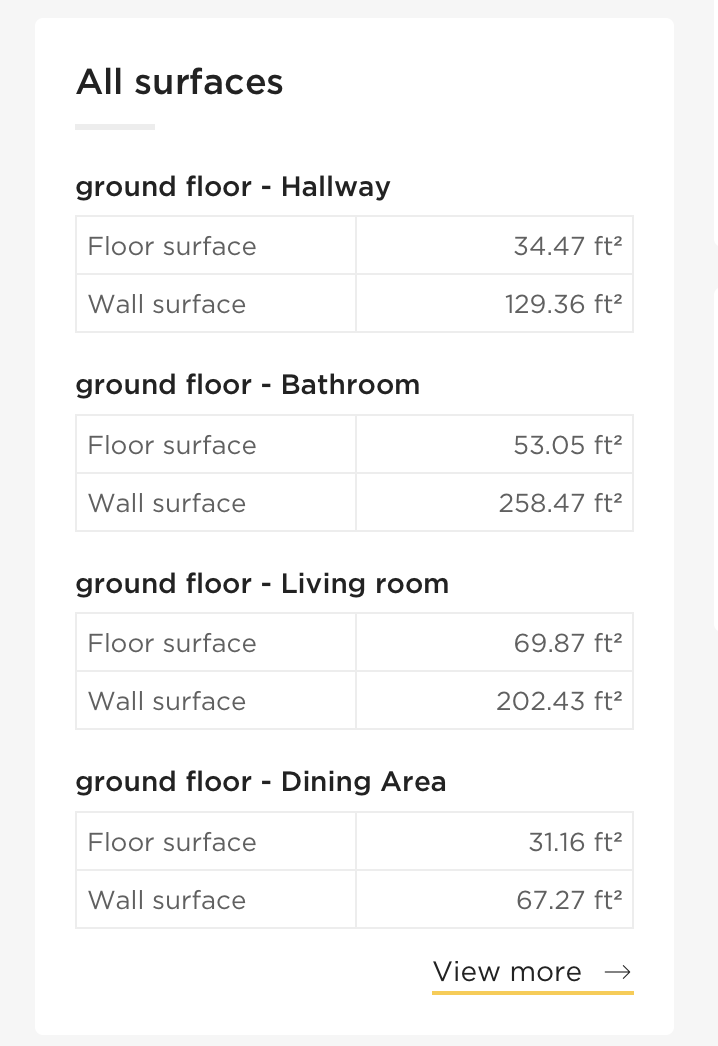 All surfaces
ground floor - Hallway
Floor surface 34.47 ft²
Wall surface 129.36 ft²
ground floor - Bathroom
Floor surface 53.05 ft²
Wall surface 258.47 ft²
ground floor - Living room
Floor surface 69.87 ft²
Wall surface 202.43 ft²
ground floor - Dining Area
Floor surface 31.16 ft²
Wall surface 67.27 ft²
View more →